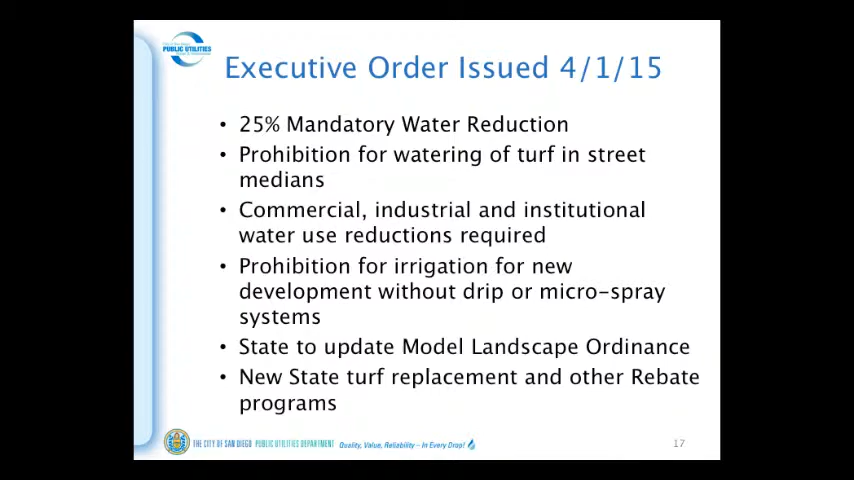 PUBLIC UTILITIES
Executive Order Issued 4/1/15
• 25% Mandatory Water Reduction
• Prohibition for watering of turf in street
medians
• Commercial, industrial and institutional
water use reductions required
• Prohibition for irrigation for new
development without drip or micro-spray
systems
• State to update Model Landscape Ordinance
• New State turf replacement and other Rebate
programs
THE CITY OF SAN DIEGO PUBLIC UTILITIES DEPARTMENT Quality, Value, Reliability – In Every Drop! 17